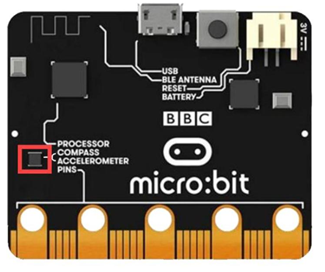 3V
USB
BLE ANTENNA
RESET
BATTERY
BBC
PROCESSOR
COMPASS
ACCELEROMETER
PINS
micro:bit